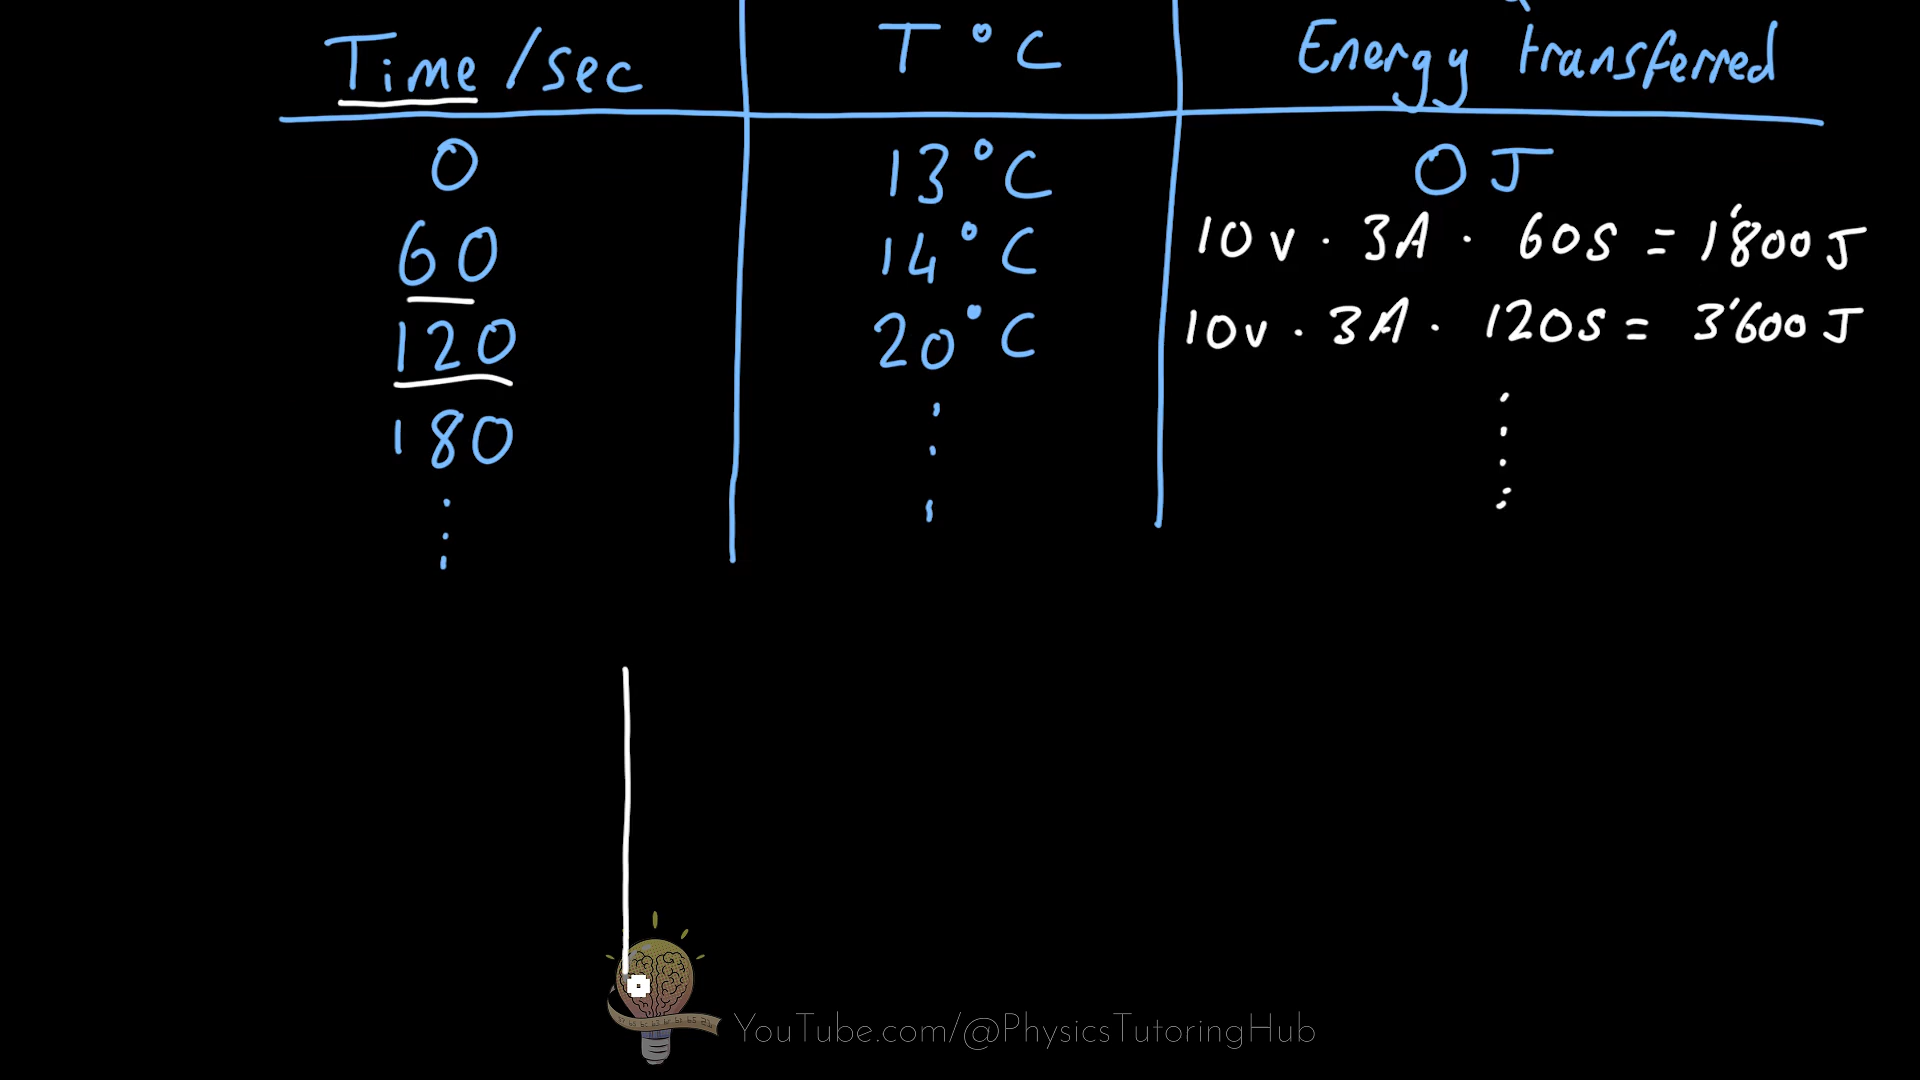 Time /sec T °C Energy transferred
0 13°C 0 J
60 14°C 10v · 3A · 60s = 1'800 J
120 20°C 10v · 3A · 120s = 3'600 J
180
YouTube.com/@PhysicsTutoringHub